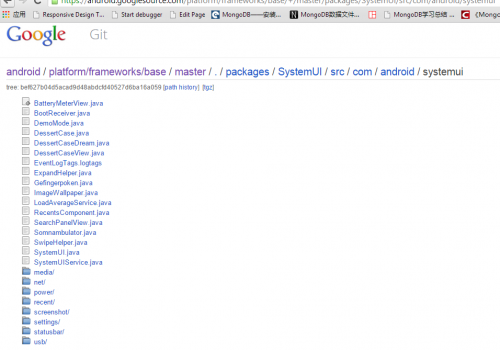 https://android.googlesource.com/platform/frameworks/base/+/master/packages/SystemUI/src/com/android/systemui
应用 Responsive Design T... Start debugger Edit Page MongoDB——安装... MongoDB数据文件... MongoDB学习总结
Google Git
android / platform/frameworks/base / master / . / packages / SystemUI / src / com / android / systemui
tree: bef627b04d5acad9d48abdcfd40527d6ba16a059 [path history] [tgz]
BatteryMeterView.java
BootReceiver.java
DemoMode.java
DessertCase.java
DessertCaseDream.java
DessertCaseView.java
EventLogTags.logtags
ExpandHelper.java
Gefingerpoken.java
ImageWallpaper.java
LoadAverageService.java
RecentsComponent.java
SearchPanelView.java
Somnambulator.java
SwipeHelper.java
SystemUI.java
SystemUIService.java
media/
net/
power/
recent/
screenshot/
settings/
statusbar/
usb/